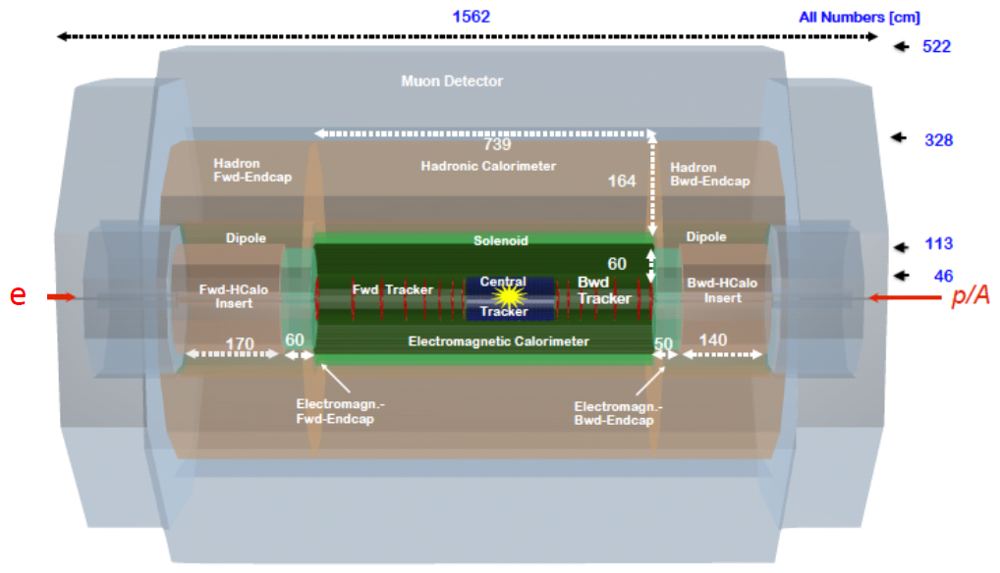 1562
All Numbers [cm]
522
Muon Detector
328
739
Hadron
Fwd-Endcap
Hadronic Calorimeter
164
Hadron
Bwd-Endcap
Dipole
Solenoid
Dipole
113
60
46
e
Fwd-HCalo
Insert
Fwd Tracker
Central
Tracker
Bwd
Tracker
Bwd-HCalo
Insert
p/A
170
60
Electromagnetic Calorimeter
50
140
Electromagn.-
Fwd-Endcap
Electromagn.-
Bwd-Endcap